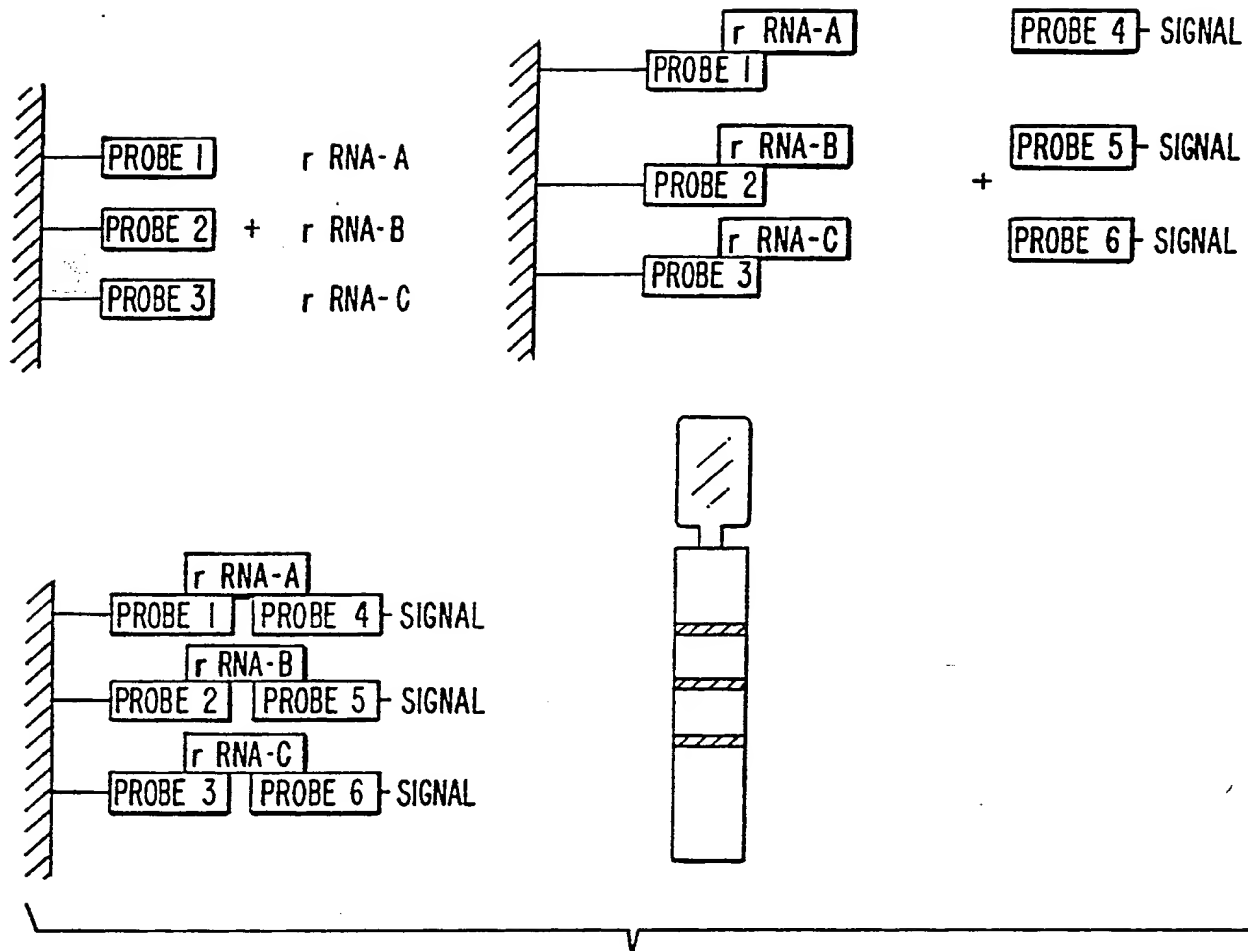 PROBE 1 r RNA-A
PROBE 2 + r RNA-B
PROBE 3 r RNA-C
r RNA-A
PROBE 1
r RNA-B
PROBE 2
r RNA-C
PROBE 3
+
PROBE 4 SIGNAL
PROBE 5 SIGNAL
PROBE 6 SIGNAL
r RNA-A
PROBE 1 PROBE 4 SIGNAL
r RNA-B
PROBE 2 PROBE 5 SIGNAL
r RNA-C
PROBE 3 PROBE 6 SIGNAL